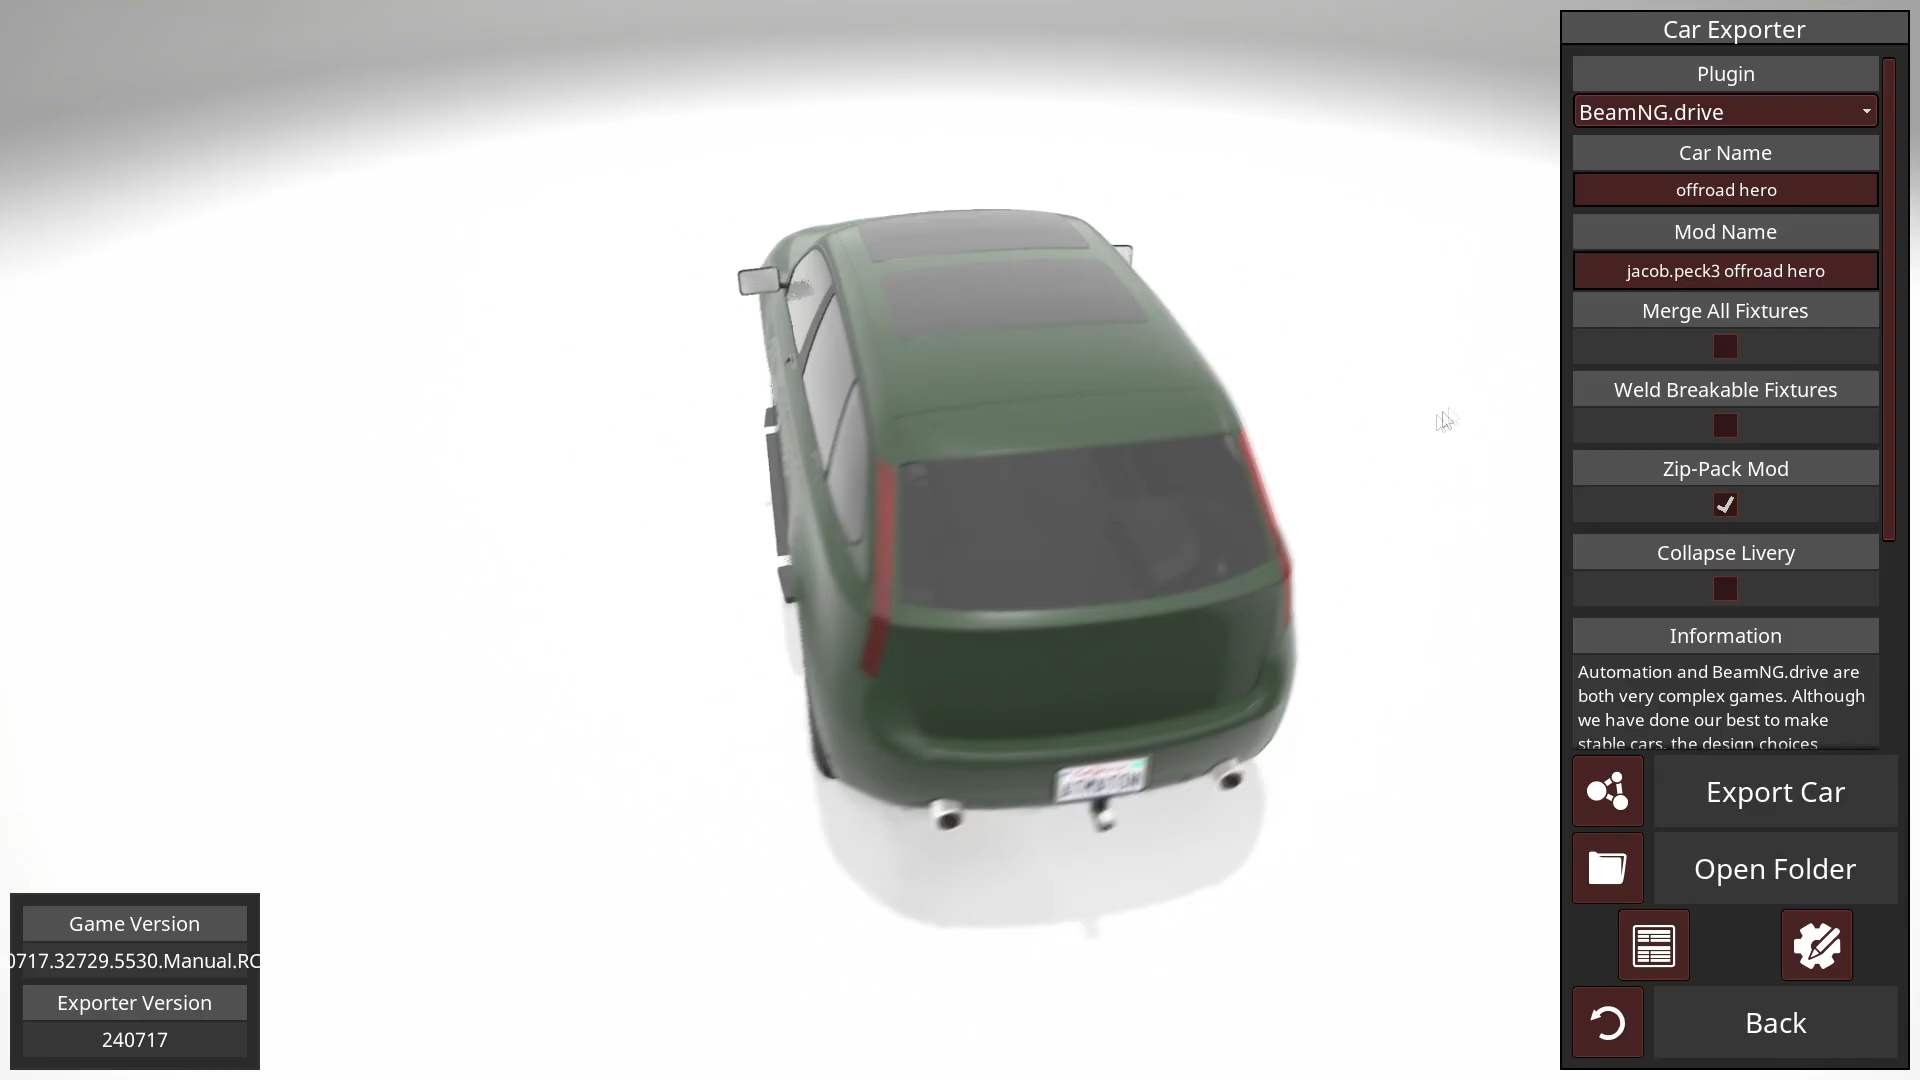 Car Exporter
Plugin
BeamNG.drive
Car Name
offroad hero
Mod Name
jacob.peck3 offroad hero
Merge All Fixtures
Weld Breakable Fixtures
Zip-Pack Mod
Collapse Livery
Information
Automation and BeamNG.drive are
both very complex games. Although
we have done our best to make
stable cars, the design choices
Export Car
Open Folder
Back
Game Version
0717.32729.5530.Manual.RC
Exporter Version
240717